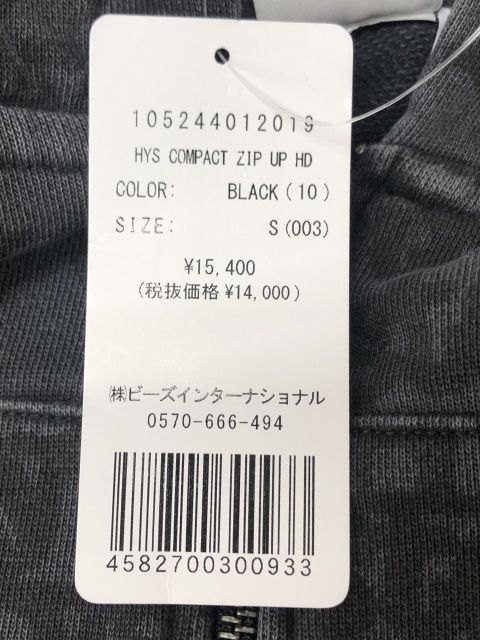 105244012019
HYS COMPACT ZIP UP HD
COLOR: BLACK(10)
SIZE: S(003)
¥15,400
(税抜価格¥14,000)
㈱ビーズインターナショナル
0570-666-494
4582700300933